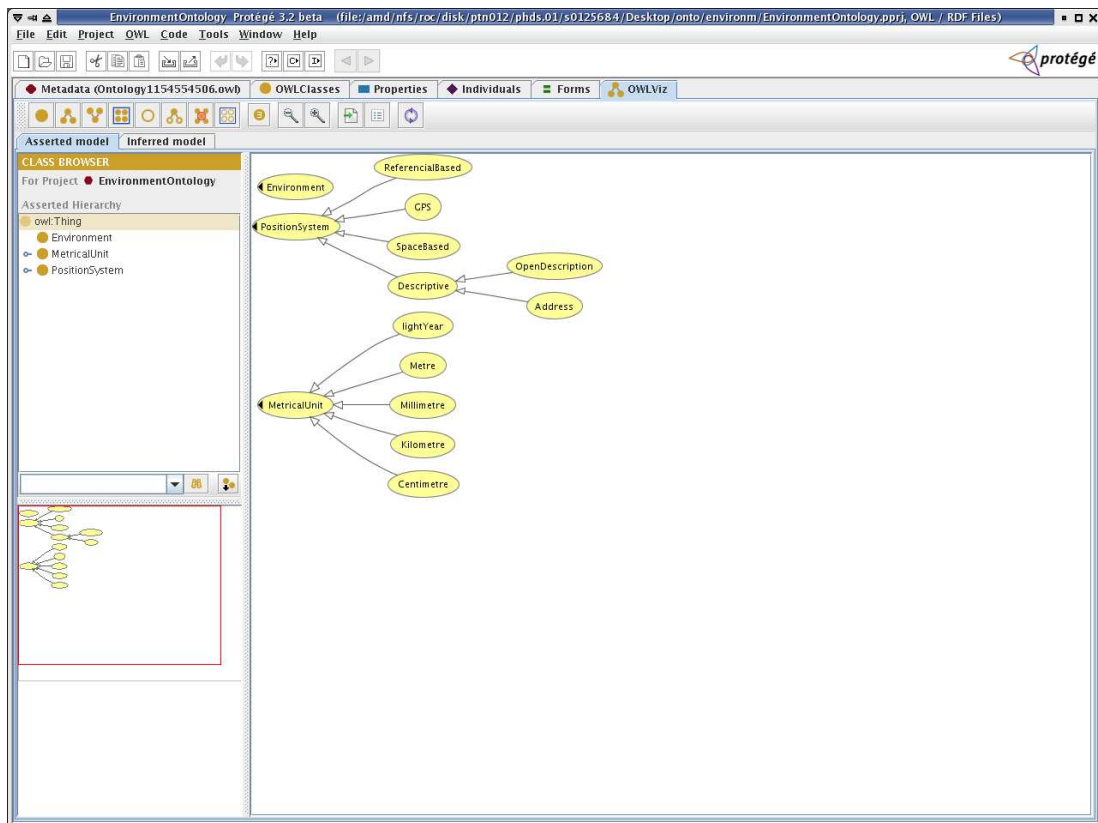 EnvironmentOntology Protégé 3.2 beta (file:/amd/nfs/roc/disk/ptn012/phds.01/s0125684/Desktop/onto/environm/EnvironmentOntology.pprj, OWL / RDF Files)
File Edit Project OWL Code Tools Window Help
protégé
Metadata (Ontology1154554506.owl) OWLClasses Properties Individuals Forms OWLViz
Asserted model Inferred model
CLASS BROWSER
For Project EnvironmentOntology
Asserted Hierarchy
owl:Thing
Environment
MetricalUnit
PositionSystem
ReferencialBased
Environment
GPS
PositionSystem
SpaceBased
OpenDescription
Descriptive
Address
lightYear
Metre
MetricalUnit
Millimetre
Kilometre
Centimetre